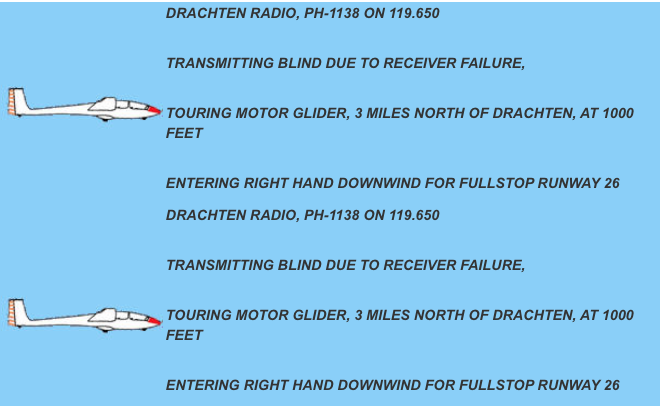 DRACHTEN RADIO, PH-1138 ON 119.650
TRANSMITTING BLIND DUE TO RECEIVER FAILURE,
TOURING MOTOR GLIDER, 3 MILES NORTH OF DRACHTEN, AT 1000
FEET
ENTERING RIGHT HAND DOWNWIND FOR FULLSTOP RUNWAY 26
DRACHTEN RADIO, PH-1138 ON 119.650
TRANSMITTING BLIND DUE TO RECEIVER FAILURE,
TOURING MOTOR GLIDER, 3 MILES NORTH OF DRACHTEN, AT 1000
FEET
ENTERING RIGHT HAND DOWNWIND FOR FULLSTOP RUNWAY 26